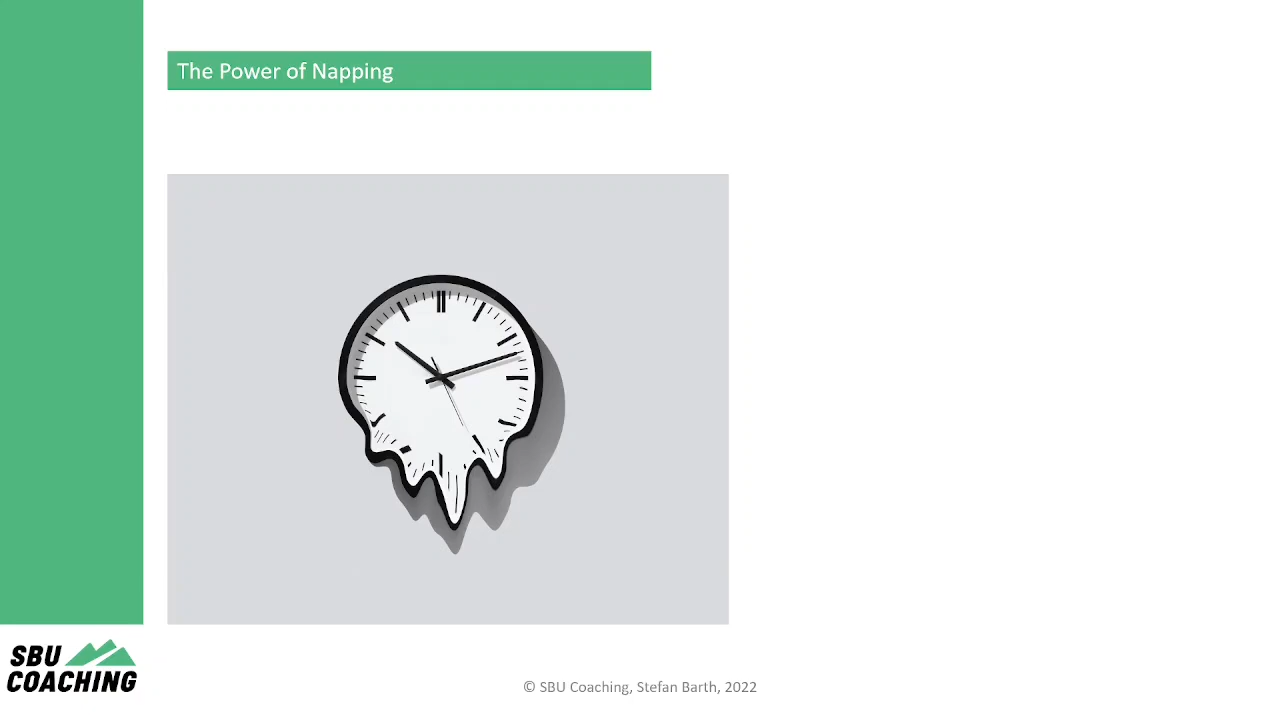 The Power of Napping
SBU
COACHING
© SBU Coaching, Stefan Barth, 2022